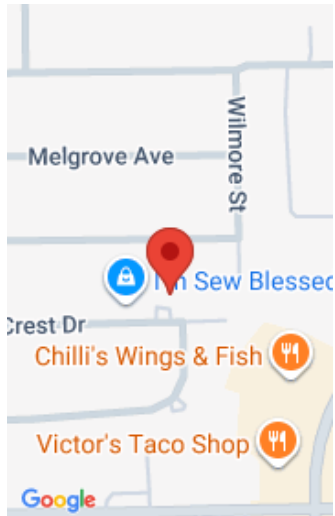 Wilmore St
Melgrove Ave
Sew Blessed
Crest Dr
Chilli's Wings & Fish
Victor's Taco Shop
Google